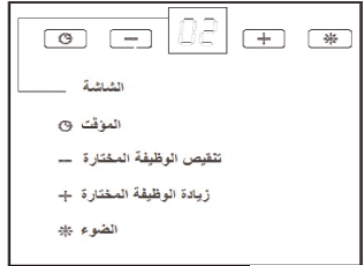 02
الشاشة
المؤقت
تنقيص الوظيفة المختارة −
زيادة الوظيفة المختارة +
الضوء